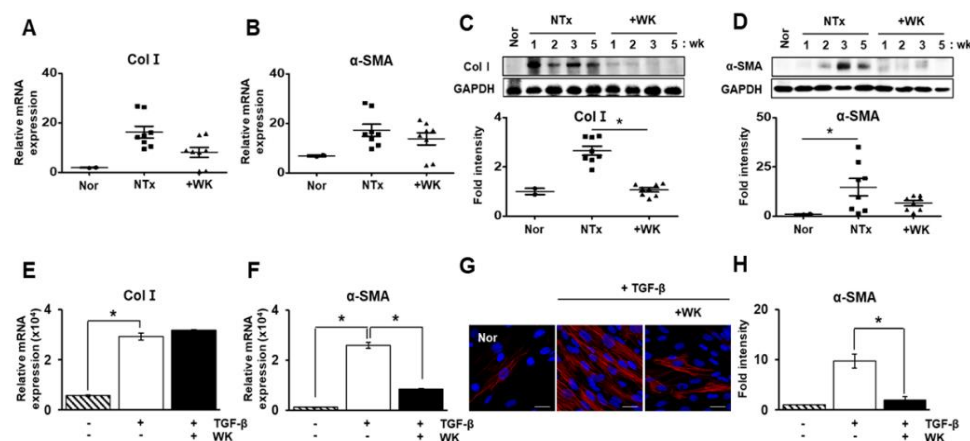 A
Col I
Relative mRNA
expression
40
20
0
Nor NTx +WK
B
α-SMA
Relative mRNA
expression
40
20
0
Nor NTx +WK
C
Nor NTx +WK
1 2 3 5 1 2 3 5 : wk
Col I
GAPDH
Col I
Fold intensity
4
3
2
1
0
*
Nor NTx +WK
D
Nor NTx +WK
1 2 3 5 1 2 3 5 : wk
α-SMA
GAPDH
α-SMA
Fold intensity
50
25
0
*
Nor NTx +WK
E
Col I
Relative mRNA
expression (x10⁴)
4
2
0
*
- + + TGF-β
- - + WK
F
α-SMA
Relative mRNA
expression (x10⁴)
4
2
0
* *
- + + TGF-β
- - + WK
G
+ TGF-β
+WK
Nor
H
α-SMA
Fold intensity
20
10
0
*
- + + TGF-β
- - + WK